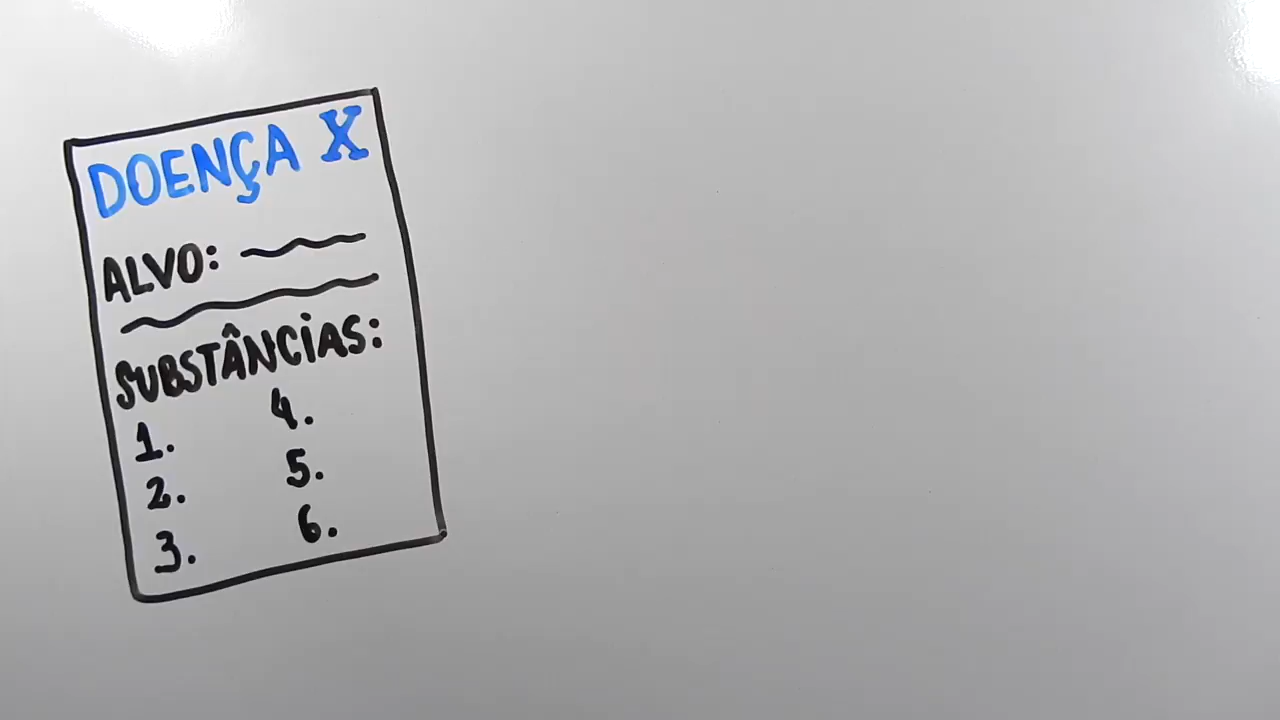 DOENÇA X
ALVO:
SUBSTÂNCIAS:
1. 4.
2. 5.
3. 6.